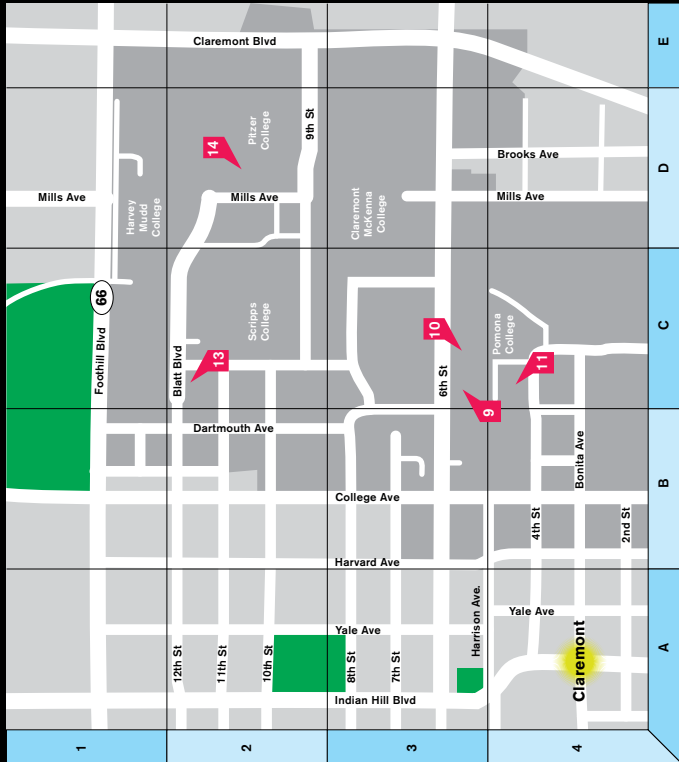 Claremont Blvd
E
Pitzer
College
9th St
14
Brooks Ave
D
Mills Ave
Mills Ave
Mills Ave
Harvey
Mudd
College
Claremont
McKenna
College
66
Scripps
College
10
Pomona
College
C
Foothill Blvd
Blatt Blvd
13
6th St
11
9
Dartmouth Ave
Bonita Ave
B
College Ave
4th St
2nd St
Harvard Ave
Harrison Ave.
Yale Ave
Yale Ave
12th St
11th St
10th St
8th St
7th St
Claremont
A
Indian Hill Blvd
1
2
3
4